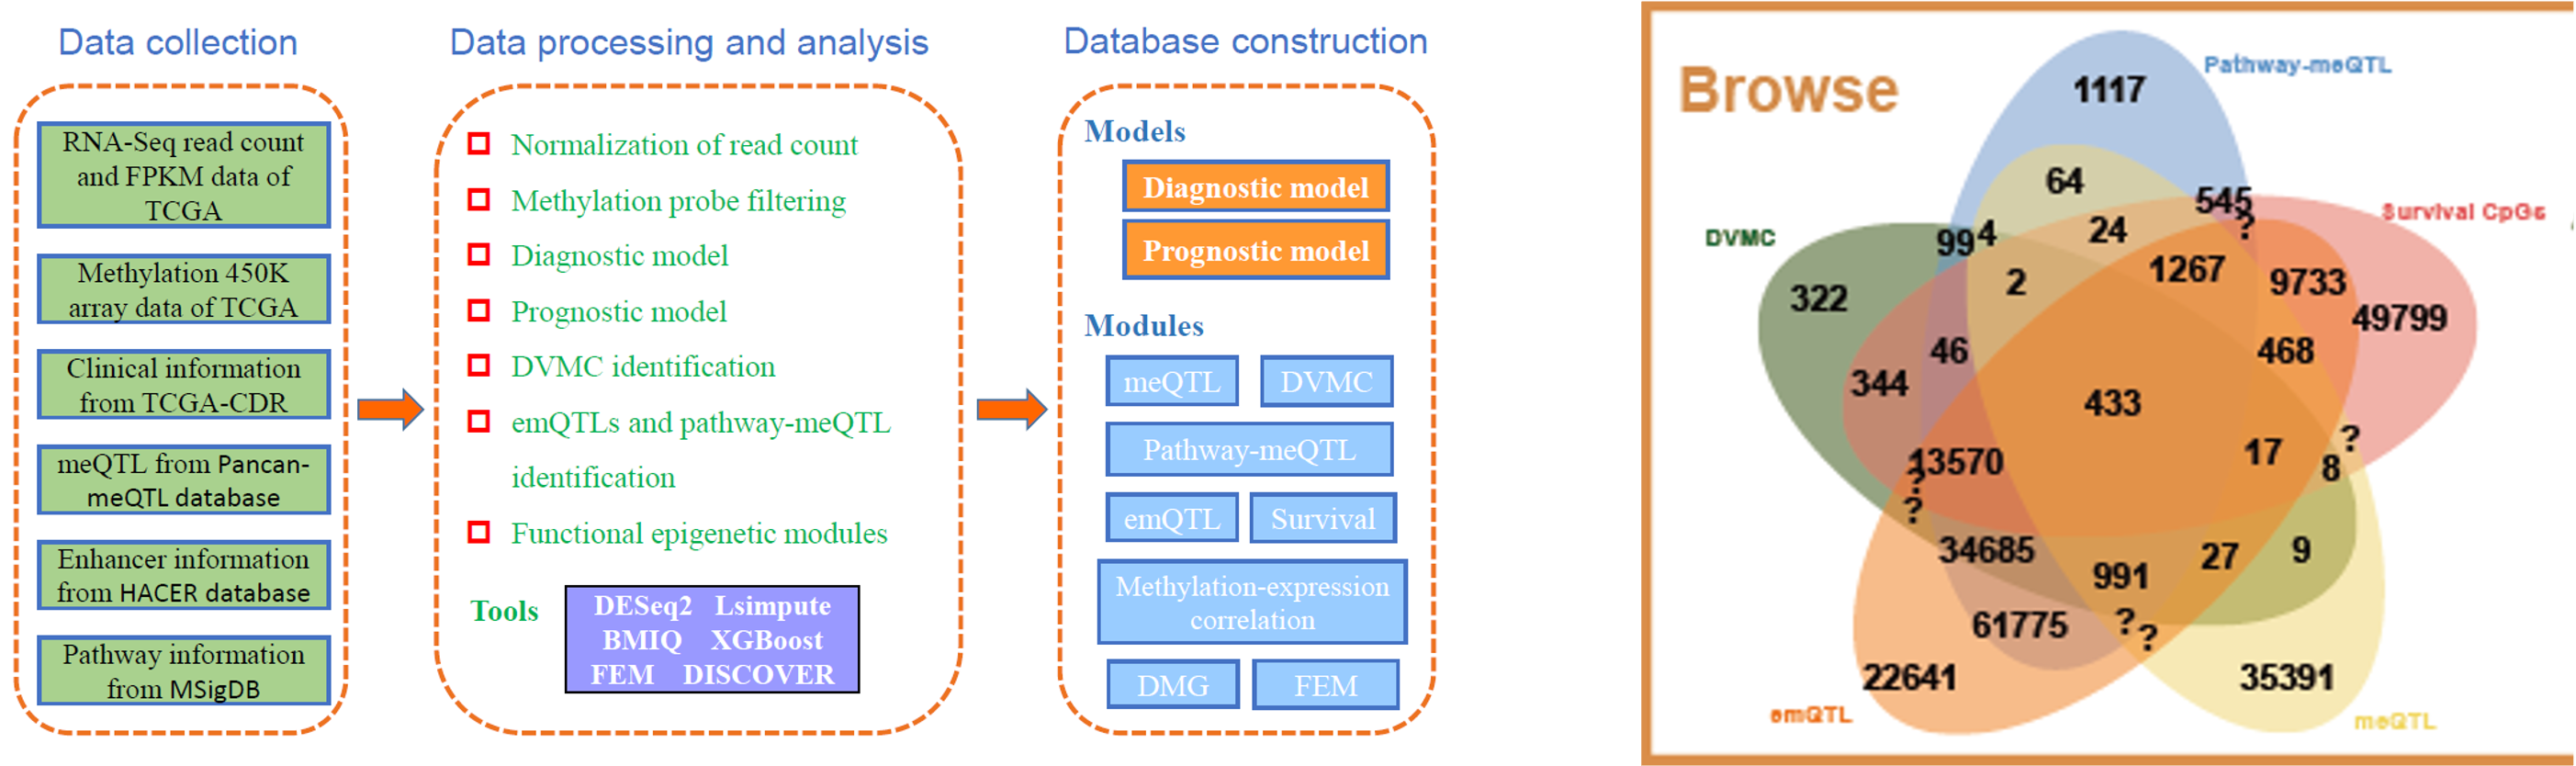 Data collection
RNA-Seq read count
and FPKM data of
TCGA
Methylation 450K
array data of TCGA
Clinical information
from TCGA-CDR
meQTL from Pancan-
meQTL database
Enhancer information
from HACER database
Pathway information
from MSigDB
Data processing and analysis
Normalization of read count
Methylation probe filtering
Diagnostic model
Prognostic model
DVMC identification
emQTLs and pathway-meQTL
identification
Functional epigenetic modules
Tools
DESeq2 Lsimpute
BMIQ XGBoost
FEM DISCOVER
Database construction
Models
Diagnostic model
Prognostic model
Modules
meQTL DVMC
Pathway-meQTL
emQTL Survival
Methylation-expression
correlation
DMG FEM
Browse
Pathway-meQTL
1117
64
545
?
Survival CpGs
DVMC
99 4
24
322
2
1267
9733
49799
46
344
468
433
13570
?
?
17
?
8
34685
991
27
9
61775
? ?
22641
35391
emQTL
meQTL